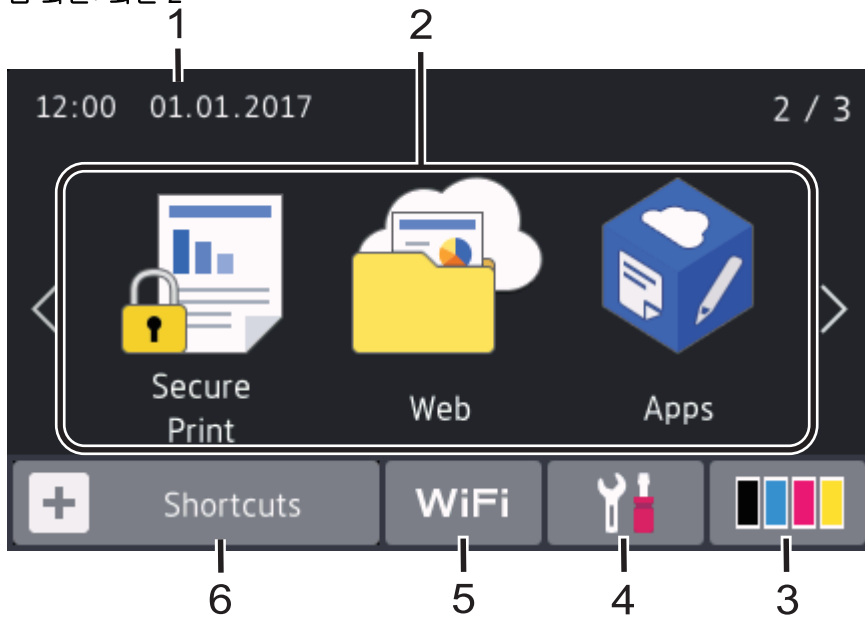 1
2
12:00 01.01.2017
2 / 3
Secure
Print
Web
Apps
Shortcuts
WiFi
6
5
4
3